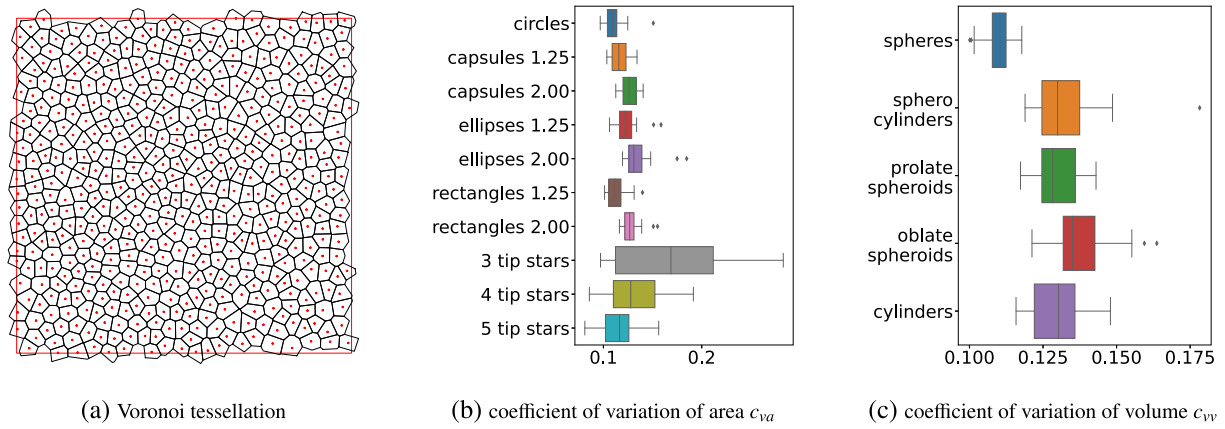 circles
capsules 1.25
capsules 2.00
ellipses 1.25
ellipses 2.00
rectangles 1.25
rectangles 2.00
3 tip stars
4 tip stars
5 tip stars
0.1 0.2
spheres
sphero
cylinders
prolate
spheroids
oblate
spheroids
cylinders
0.100 0.125 0.150 0.175
(a) Voronoi tessellation
(b) coefficient of variation of area cva
(c) coefficient of variation of volume cvv